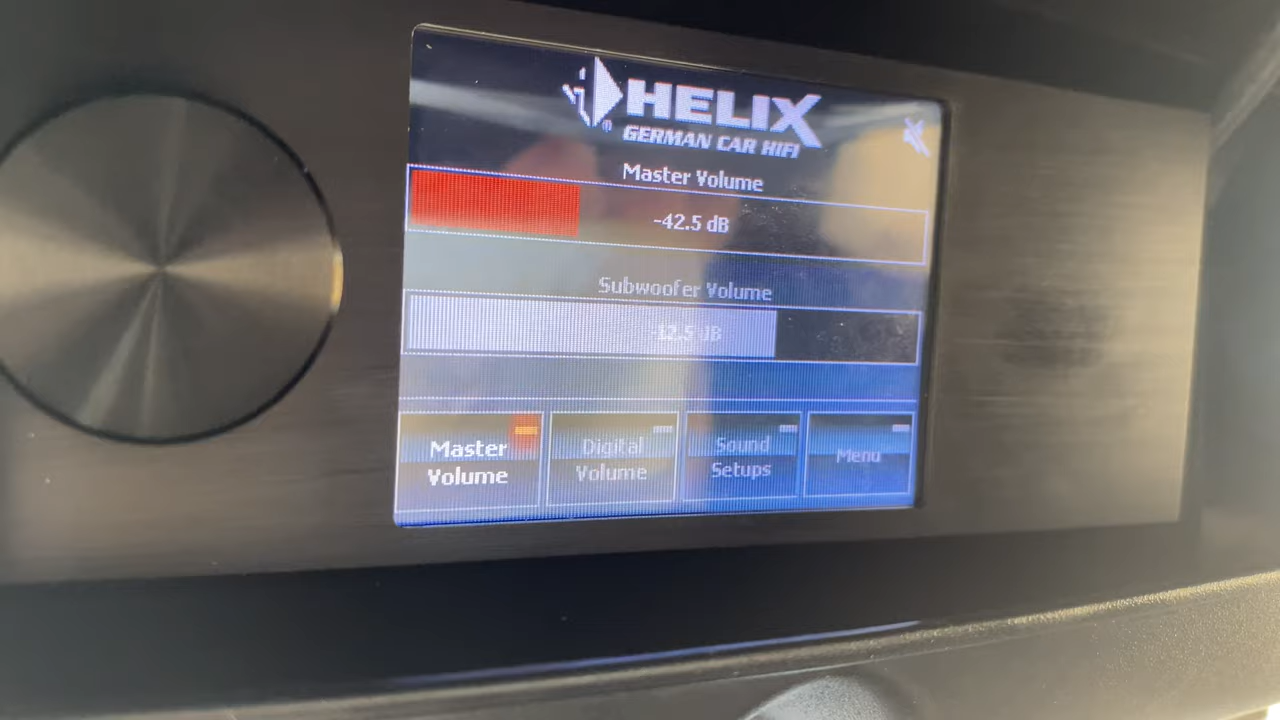 HELIX
GERMAN CAR HIFI
Master Volume
-42.5 dB
Subwoofer Volume
-12.5 dB
Master
Volume
Digital
Volume
Sound
Setups
Menu